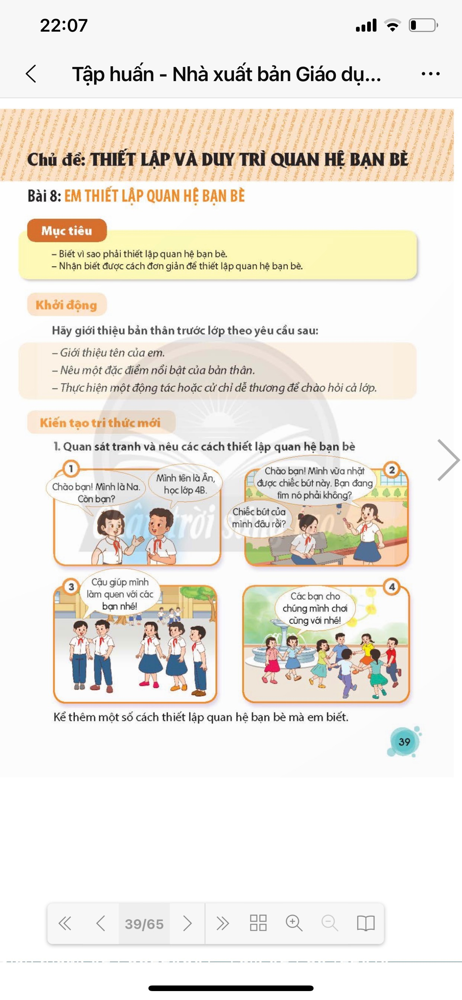 22:07
Tập huấn - Nhà xuất bản Giáo dụ...
Chủ đề: THIẾT LẬP VÀ DUY TRÌ QUAN HỆ BẠN BÈ
Bài 8: EM THIẾT LẬP QUAN HỆ BẠN BÈ
Mục tiêu
– Biết vì sao phải thiết lập quan hệ bạn bè.
– Nhận biết được cách đơn giản để thiết lập quan hệ bạn bè.
Khởi động
Hãy giới thiệu bản thân trước lớp theo yêu cầu sau:
– Giới thiệu tên của em.
– Nêu một đặc điểm nổi bật của bản thân.
– Thực hiện một động tác hoặc cử chỉ dễ thương để chào hỏi cả lớp.
Kiến tạo tri thức mới
1. Quan sát tranh và nêu các cách thiết lập quan hệ bạn bè
1
Chào bạn! Mình là Na.
Còn bạn?
Mình tên là Ân,
học lớp 4B.
2
Chào bạn! Mình vừa nhặt
được chiếc bút này. Bạn đang
tìm nó phải không?
Chiếc bút của
mình đâu rồi?
3
Cậu giúp mình
làm quen với các
bạn nhé!
4
Các bạn cho
chúng mình chơi
cùng với nhé!
Kể thêm một số cách thiết lập quan hệ bạn bè mà em biết.
39
39/65